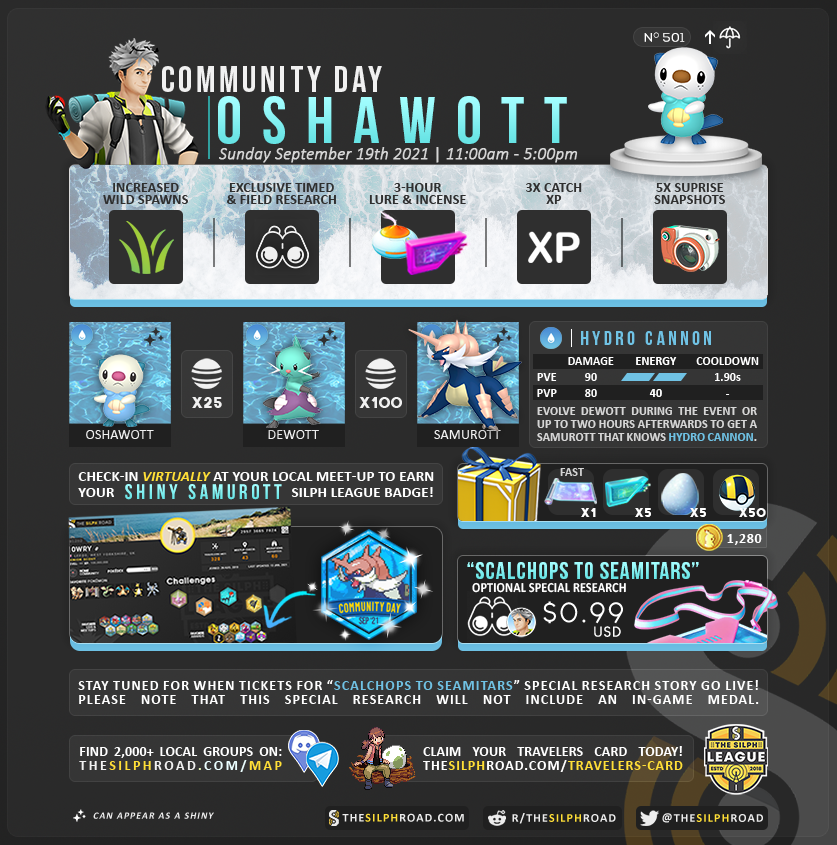 Nº 501
COMMUNITY DAY
OSHAWOTT
Sunday September 19th 2021 | 11:00am - 5:00pm
INCREASED
WILD SPAWNS
EXCLUSIVE TIMED
& FIELD RESEARCH
3-HOUR
LURE & INCENSE
3X CATCH
XP
5X SUPRISE
SNAPSHOTS
XP
X25
X100
OSHAWOTT
DEWOTT
SAMUROTT
HYDRO CANNON
DAMAGE ENERGY COOLDOWN
PVE 90 1.90s
PVP 80 40 -
EVOLVE DEWOTT DURING THE EVENT OR
UP TO TWO HOURS AFTERWARDS TO GET A
SAMUROTT THAT KNOWS HYDRO CANNON.
CHECK-IN VIRTUALLY AT YOUR LOCAL MEET-UP TO EARN
YOUR SHINY SAMUROTT SILPH LEAGUE BADGE!
THE SILPH ROAD
OWRY
Challenges
COMMUNITY DAY
SEP '21
FAST
X1
X5
X5
X50
1,280
“SCALCHOPS TO SEAMITARS”
OPTIONAL SPECIAL RESEARCH
$0.99
USD
STAY TUNED FOR WHEN TICKETS FOR “SCALCHOPS TO SEAMITARS” SPECIAL RESEARCH STORY GO LIVE!
PLEASE NOTE THAT THIS SPECIAL RESEARCH WILL NOT INCLUDE AN IN-GAME MEDAL.
FIND 2,000+ LOCAL GROUPS ON:
THESILPHROAD.COM/MAP
CLAIM YOUR TRAVELERS CARD TODAY!
THESILPHROAD.COM/TRAVELERS-CARD
THE SILPH
LEAGUE
ESTD 2018
CAN APPEAR AS A SHINY
THESILPHROAD.COM
R/THESILPHROAD
@THESILPHROAD